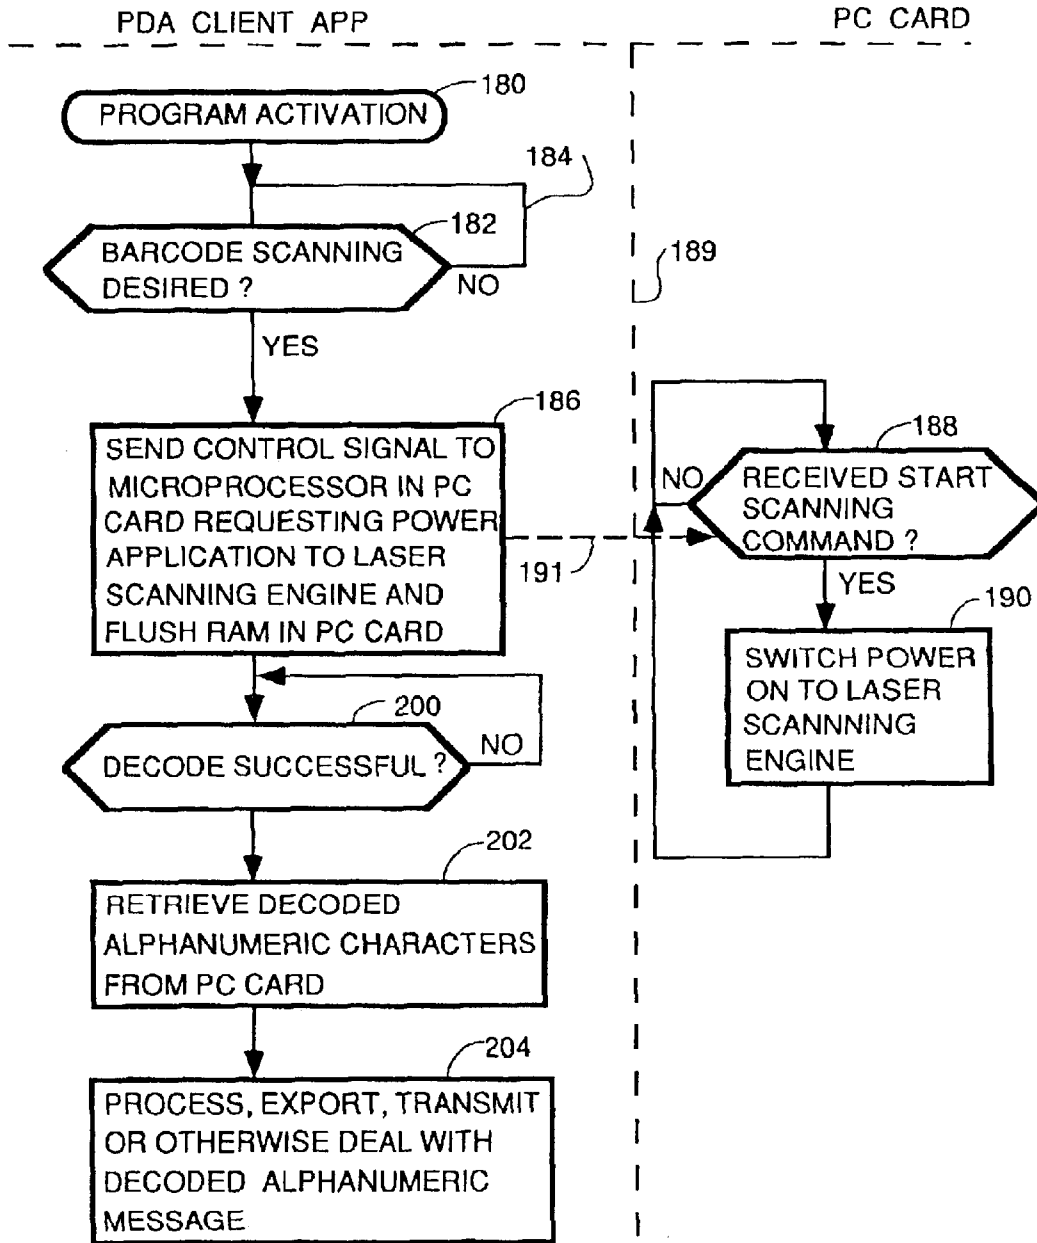 PDA CLIENT APP
PC CARD
180
PROGRAM ACTIVATION
184
182
BARCODE SCANNING
DESIRED ?
NO
189
YES
186
SEND CONTROL SIGNAL TO
MICROPROCESSOR IN PC
CARD REQUESTING POWER
APPLICATION TO LASER
SCANNING ENGINE AND
FLUSH RAM IN PC CARD
191
188
NO
RECEIVED START
SCANNING
COMMAND ?
YES
190
SWITCH POWER
ON TO LASER
SCANNNING
ENGINE
200
DECODE SUCCESSFUL ?
NO
202
RETRIEVE DECODED
ALPHANUMERIC CHARACTERS
FROM PC CARD
204
PROCESS, EXPORT, TRANSMIT
OR OTHERWISE DEAL WITH
DECODED ALPHANUMERIC
MESSAGE